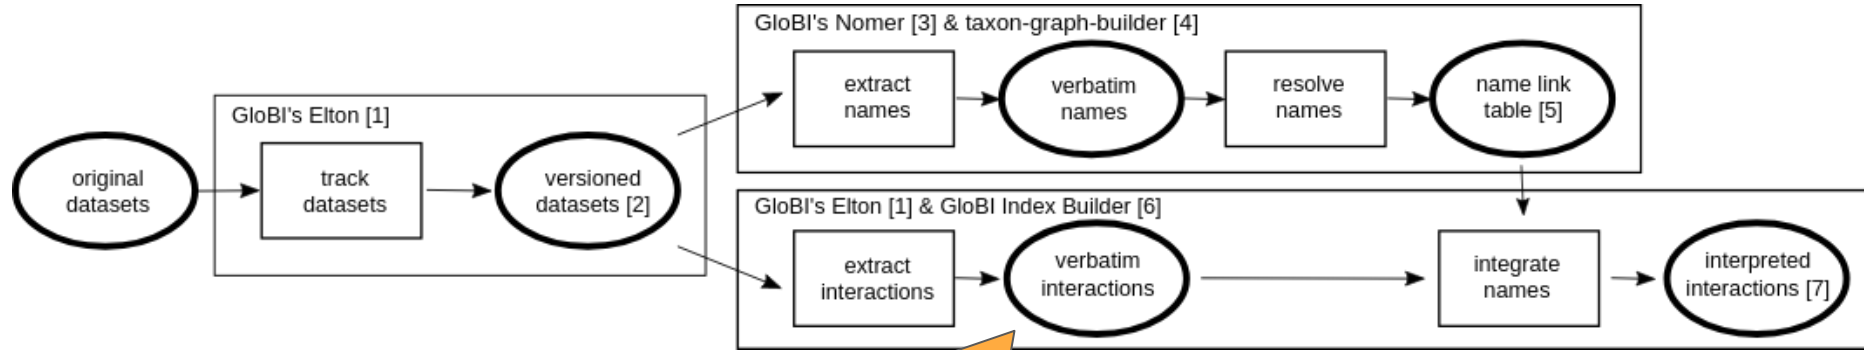 GloBI's Nomer [3] & taxon-graph-builder [4]
extract
names
verbatim
names
resolve
names
name link
table [5]
GloBI's Elton [1]
original
datasets
track
datasets
versioned
datasets [2]
GloBI's Elton [1] & GloBI Index Builder [6]
extract
interactions
verbatim
interactions
integrate
names
interpreted
interactions [7]